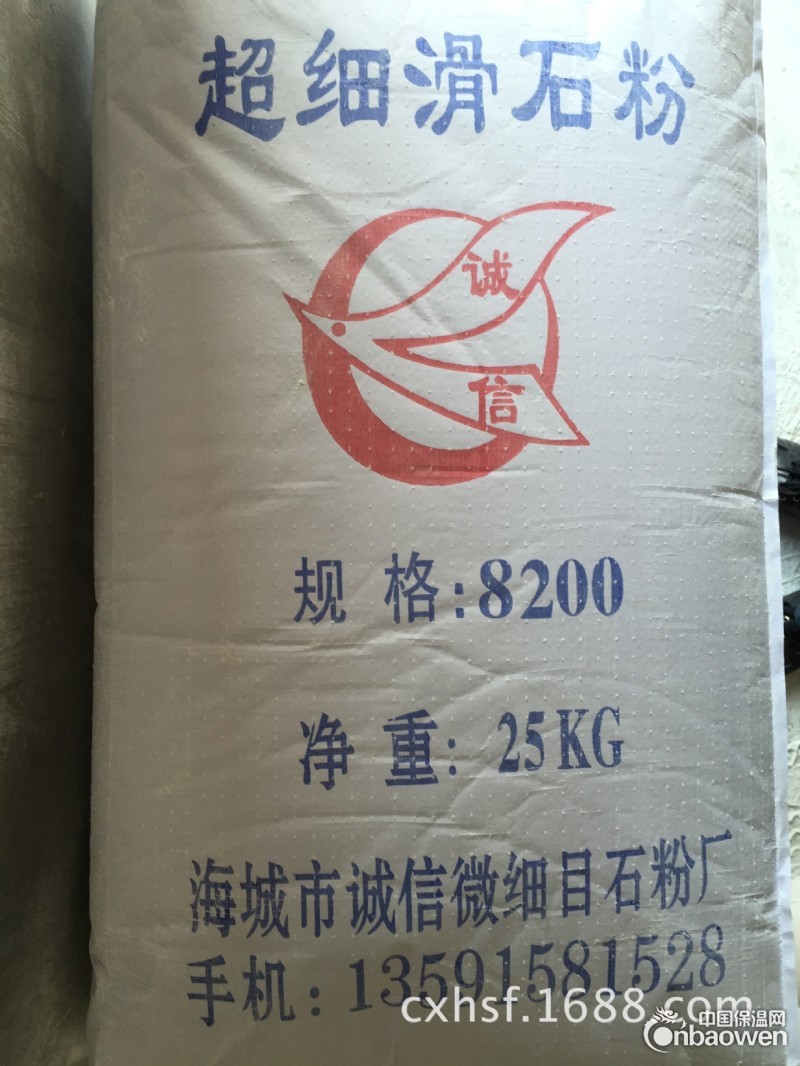 超细滑石粉
诚
信
规格:8200
净重: 25KG
海城市诚信微细目石粉厂
手机:13591581528
cxhsf.1688.com
中国保温网
cnbaowen